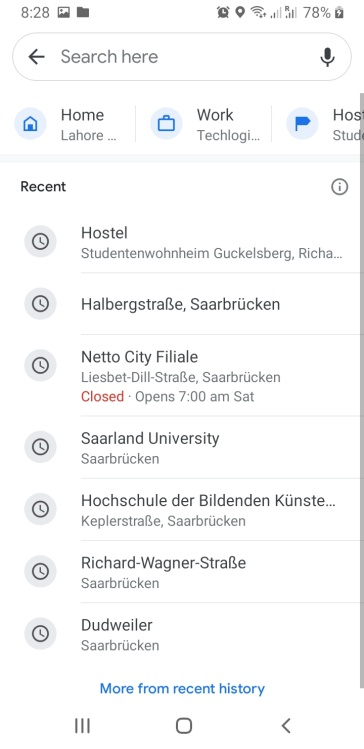 8:28 78%
Search here
Home
Lahore ...
Work
Techlogi...
Recent
Hostel
Studentenwohnheim Guckelsberg, Richa...
Halbergstraße, Saarbrücken
Netto City Filiale
Liesbet-Dill-Straße, Saarbrücken
Closed · Opens 7:00 am Sat
Saarland University
Saarbrücken
Hochschule der Bildenden Künste...
Keplerstraße, Saarbrücken
Richard-Wagner-Straße
Saarbrücken
Dudweiler
Saarbrücken
More from recent history